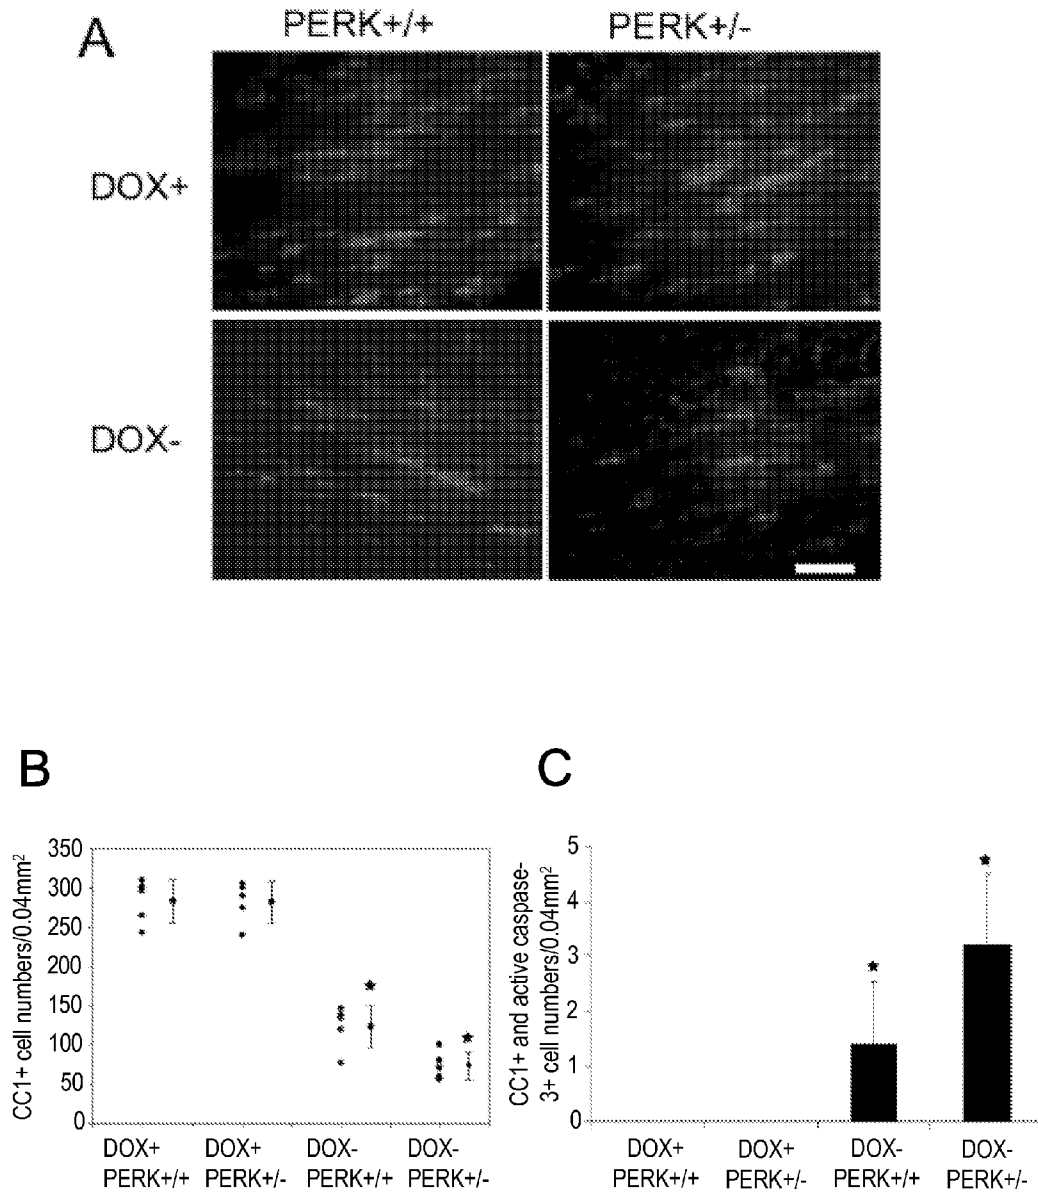 A
PERK+/+ PERK+/-
DOX+
DOX-
B
CC1+ cell numbers/0.04mm²
350
300
250
200
150
100
50
0
DOX+ DOX+ DOX- DOX-
PERK+/+ PERK+/- PERK+/+ PERK+/-
C
CC1+ and active caspase-
3+ cell numbers/0.04mm²
5
4
3
2
1
0
DOX+ DOX+ DOX- DOX-
PERK+/+ PERK+/- PERK+/+ PERK+/-